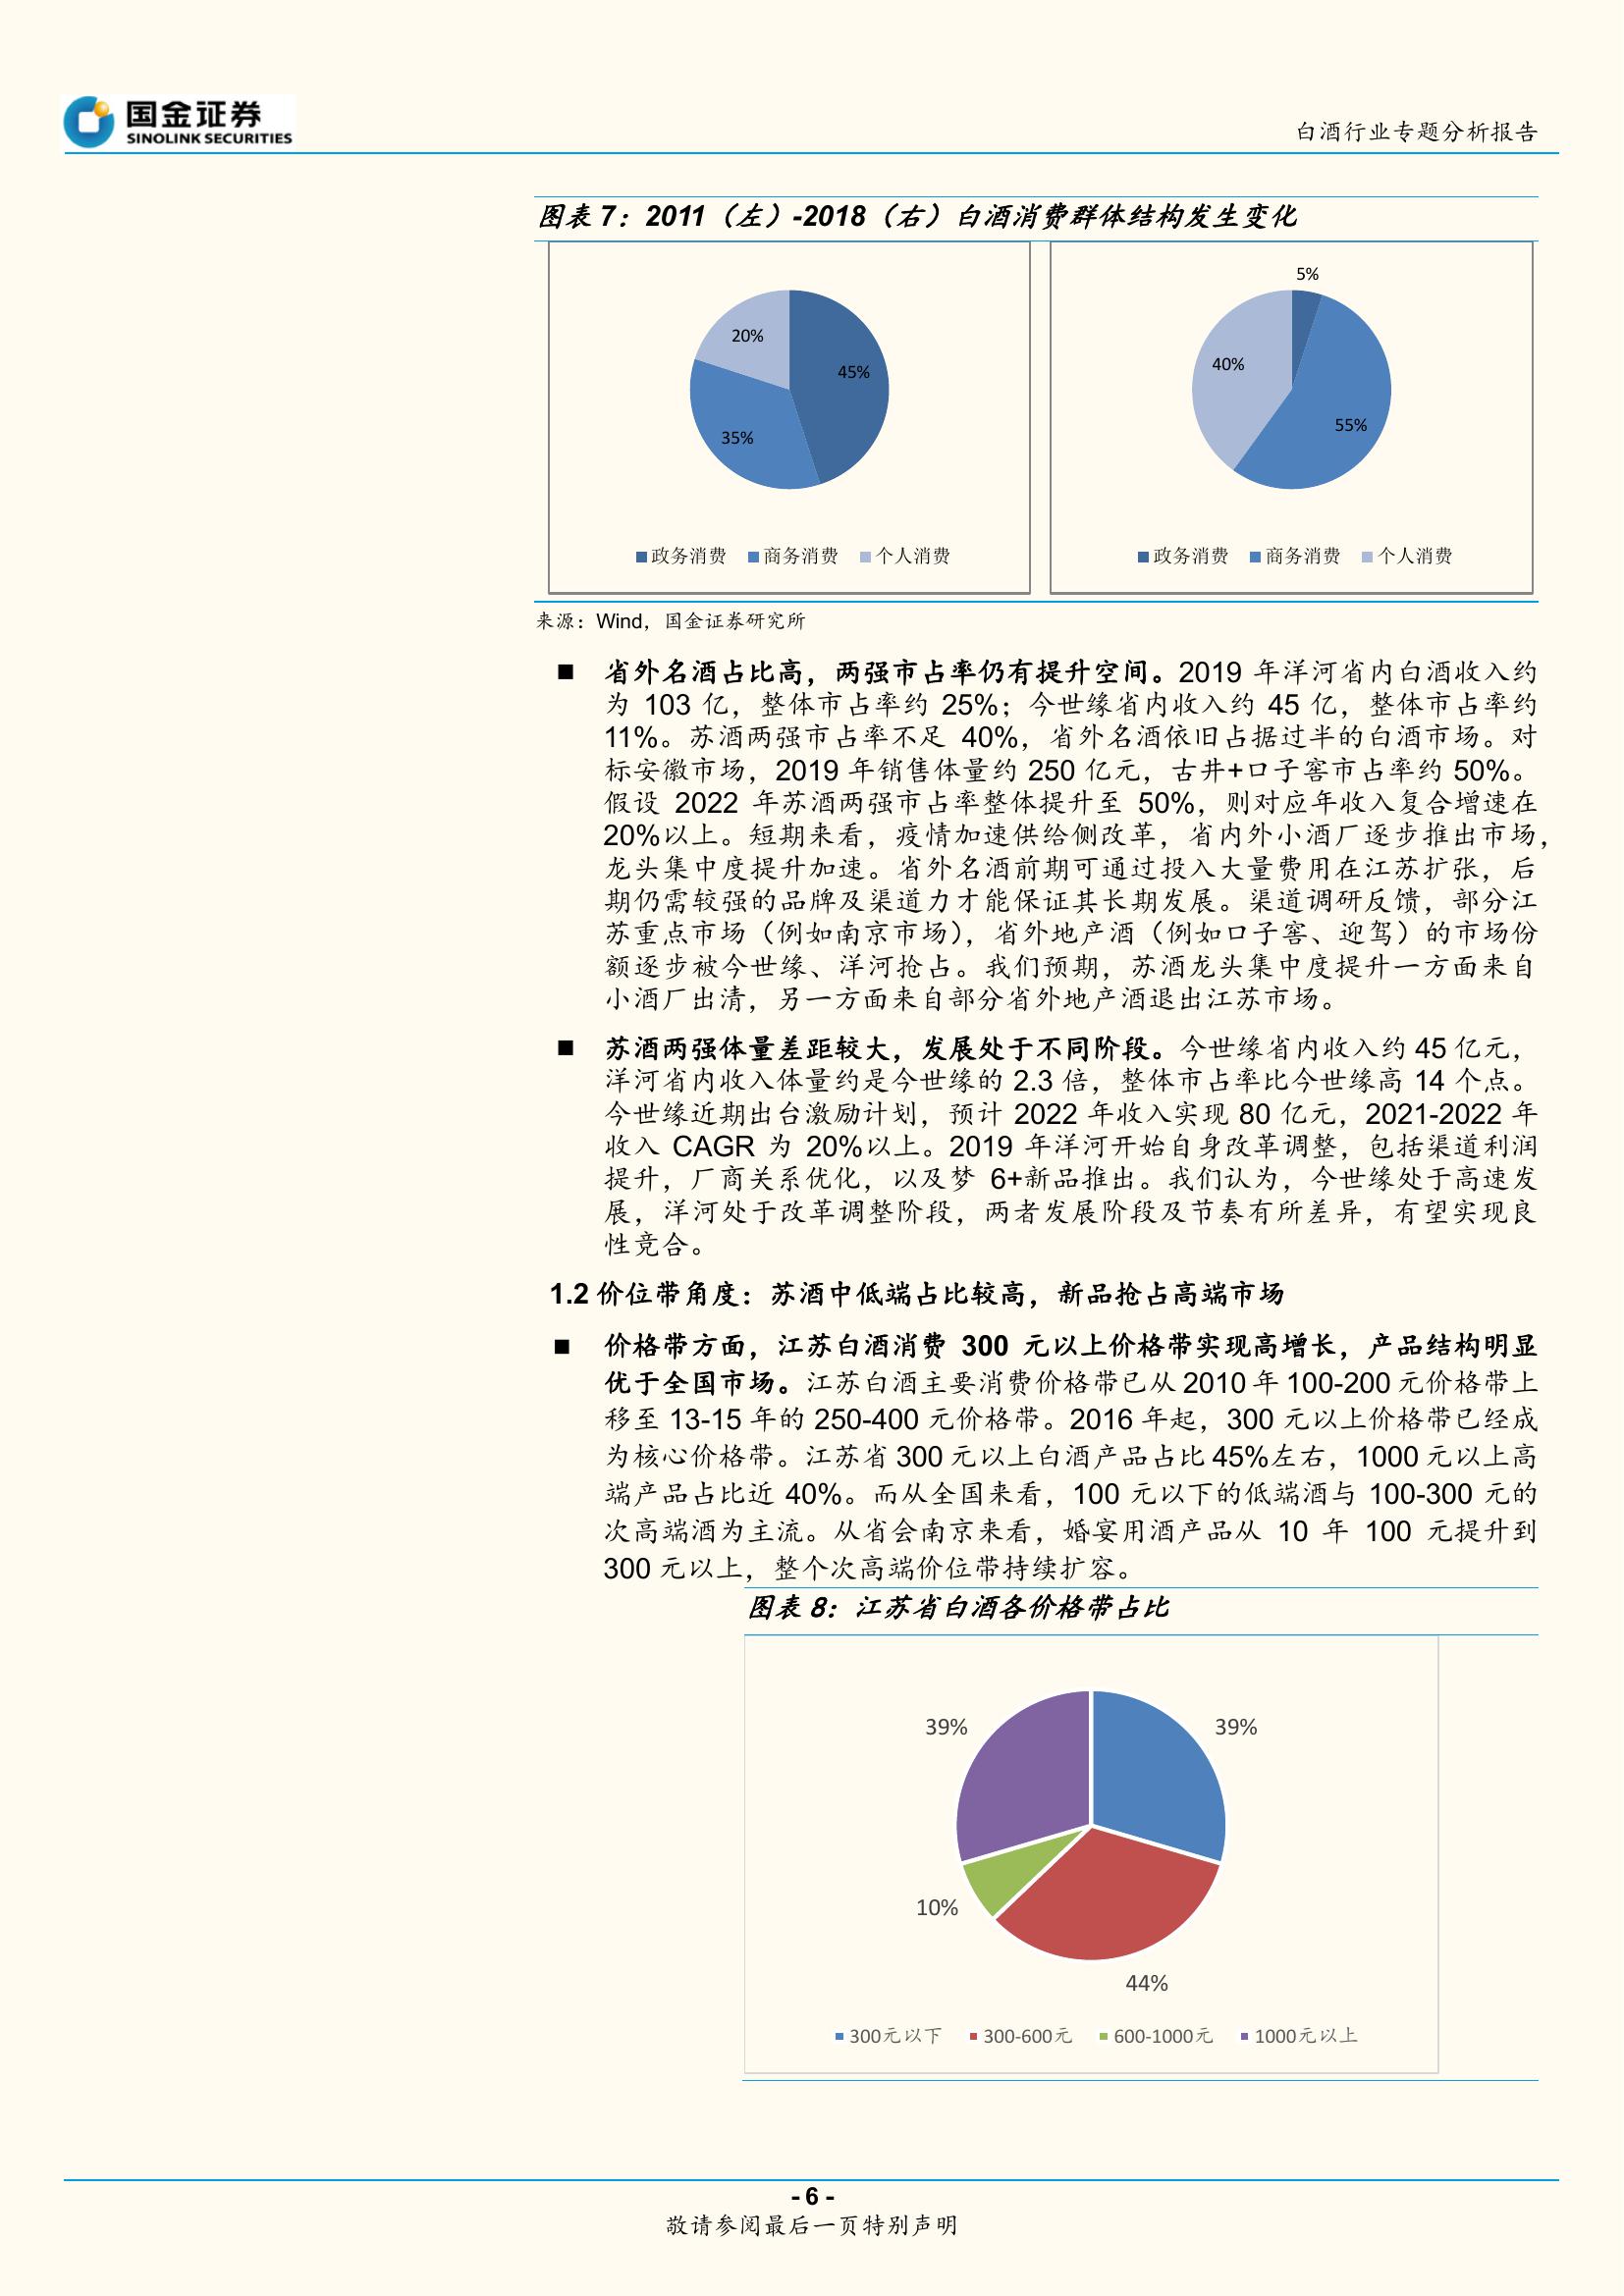 国金证券
SINOLINK SECURITIES
白酒行业专题分析报告
图表 7：2011（左）-2018（右）白酒消费群体结构发生变化
20%
45%
35%
政务消费 商务消费 个人消费
5%
40%
55%
政务消费 商务消费 个人消费
来源：Wind，国金证券研究所
■ 省外名酒占比高，两强市占率仍有提升空间。2019 年洋河省内白酒收入约
为 103 亿，整体市占率约 25%；今世缘省内收入约 45 亿，整体市占率约
11%。苏酒两强市占率不足 40%，省外名酒依旧占据过半的白酒市场。对
标安徽市场，2019 年销售体量约 250 亿元，古井+口子窖市占率约 50%。
假设 2022 年苏酒两强市占率整体提升至 50%，则对应年收入复合增速在
20%以上。短期来看，疫情加速供给侧改革，省内外小酒厂逐步推出市场，
龙头集中度提升加速。省外名酒前期可通过投入大量费用在江苏扩张，后
期仍需较强的品牌及渠道力才能保证其长期发展。渠道调研反馈，部分江
苏重点市场（例如南京市场），省外地产酒（例如口子窖、迎驾）的市场份
额逐步被今世缘、洋河抢占。我们预期，苏酒龙头集中度提升一方面来自
小酒厂出清，另一方面来自部分省外地产酒退出江苏市场。
■ 苏酒两强体量差距较大，发展处于不同阶段。今世缘省内收入约 45 亿元，
洋河省内收入体量约是今世缘的 2.3 倍，整体市占率比今世缘高 14 个点。
今世缘近期出台激励计划，预计 2022 年收入实现 80 亿元，2021-2022 年
收入 CAGR 为 20%以上。2019 年洋河开始自身改革调整，包括渠道利润
提升，厂商关系优化，以及梦 6+新品推出。我们认为，今世缘处于高速发
展，洋河处于改革调整阶段，两者发展阶段及节奏有所差异，有望实现良
性竞合。
1.2 价位带角度：苏酒中低端占比较高，新品抢占高端市场
■ 价格带方面，江苏白酒消费 300 元以上价格带实现高增长，产品结构明显
优于全国市场。江苏白酒主要消费价格带已从 2010 年 100-200 元价格带上
移至 13-15 年的 250-400 元价格带。2016 年起，300 元以上价格带已经成
为核心价格带。江苏省 300 元以上白酒产品占比 45%左右，1000 元以上高
端产品占比近 40%。而从全国来看，100 元以下的低端酒与 100-300 元的
次高端酒为主流。从省会南京来看，婚宴用酒产品从 10 年 100 元提升到
300 元以上，整个次高端价位带持续扩容。
图表 8：江苏省白酒各价格带占比
39%
39%
10%
44%
300元以下 300-600元 600-1000元 1000元以上
- 6 -
敬请参阅最后一页特别声明